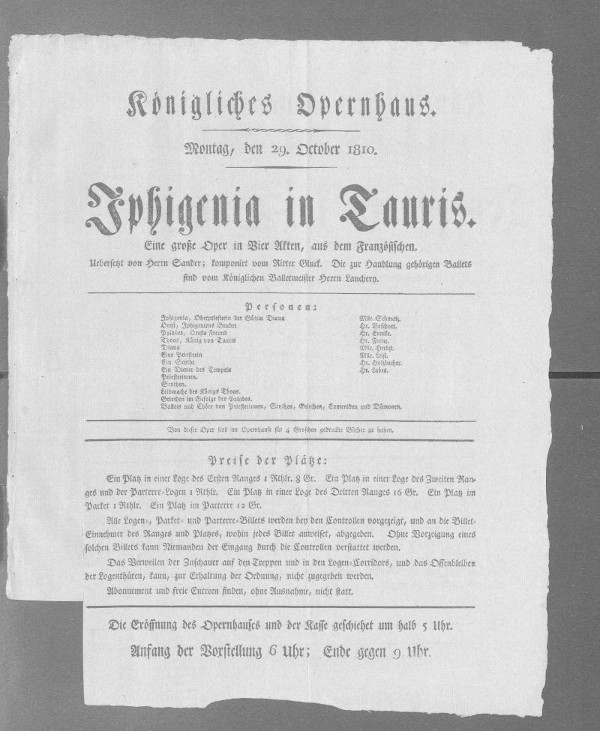 Königliches Opernhaus.
Montag, den 29. October 1810.
Iphigenia in Tauris.
Eine große Oper in Vier Akten, aus dem Französischen.
Uebersetzt von Herrn Sander; komponirt vom Ritter Gluck. Die zur Handlung gehörigen Ballets
sind vom Königlichen Balletmeister Herrn Lauchery.
Personen:
Iphigenia, Oberpriesterin der Göttin Diana Mlle. Schmalz.
Orest, Iphigeniens Bruder Hr. Beschort.
Pylades, Orests Freund Hr. Eunike.
Thoas, König von Tauris Hr.
Diana Mlle. Herbst.
Eine Priesterin Mlle.
Ein Scythe Hr. Holzbecher.
Ein Diener des Tempels Hr. Labes.
Priesterinnen.
Scythen.
Leibwache des Königs Thoas.
Griechen im Gefolge des Pylades.
Ballets und Chöre von Priesterinnen, Scythen, Griechen, Eumeniden und Dämonen.
Von dieser Oper sind im Opernhause für 4 Groschen gedruckte Bücher zu haben.
Preise der Plätze:
Ein Platz in einer Loge des Ersten Ranges 1 Rthlr. 8 Gr. Ein Platz in einer Loge des Zweiten Ran-
ges und der Parterre-Logen 1 Rthlr. Ein Platz in einer Loge des Dritten Ranges 16 Gr. Ein Platz im
Parket 1 Rthlr. Ein Platz im Parterre 12 Gr.
Alle Logen-, Parket- und Parterre-Billets werden bey den Controllen vorgezeigt, und an die Billet-
Einnehmer des Ranges und Platzes, wohin jedes Billet anweiset, abgegeben. Ohne Vorzeigung eines
solchen Billets kann Niemanden der Eingang durch die Controllen verstattet werden.
Das Verweilen der Zuschauer auf den Treppen und in den Logen-Corridors, und das Offenbleiben
der Logenthüren, kann, zur Erhaltung der Ordnung, nicht zugegeben werden.
Abonnement und freie Entreen finden, ohne Ausnahme, nicht statt.
Die Eröffnung des Opernhauses und der Kasse geschiehet um halb 5 Uhr.
Anfang der Vorstellung 6 Uhr; Ende gegen 9 Uhr.